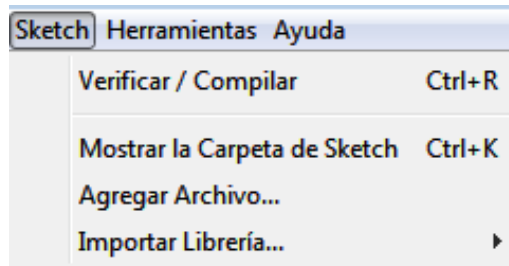 Sketch Herramientas Ayuda
Verificar / Compilar Ctrl+R
Mostrar la Carpeta de Sketch Ctrl+K
Agregar Archivo...
Importar Librería...